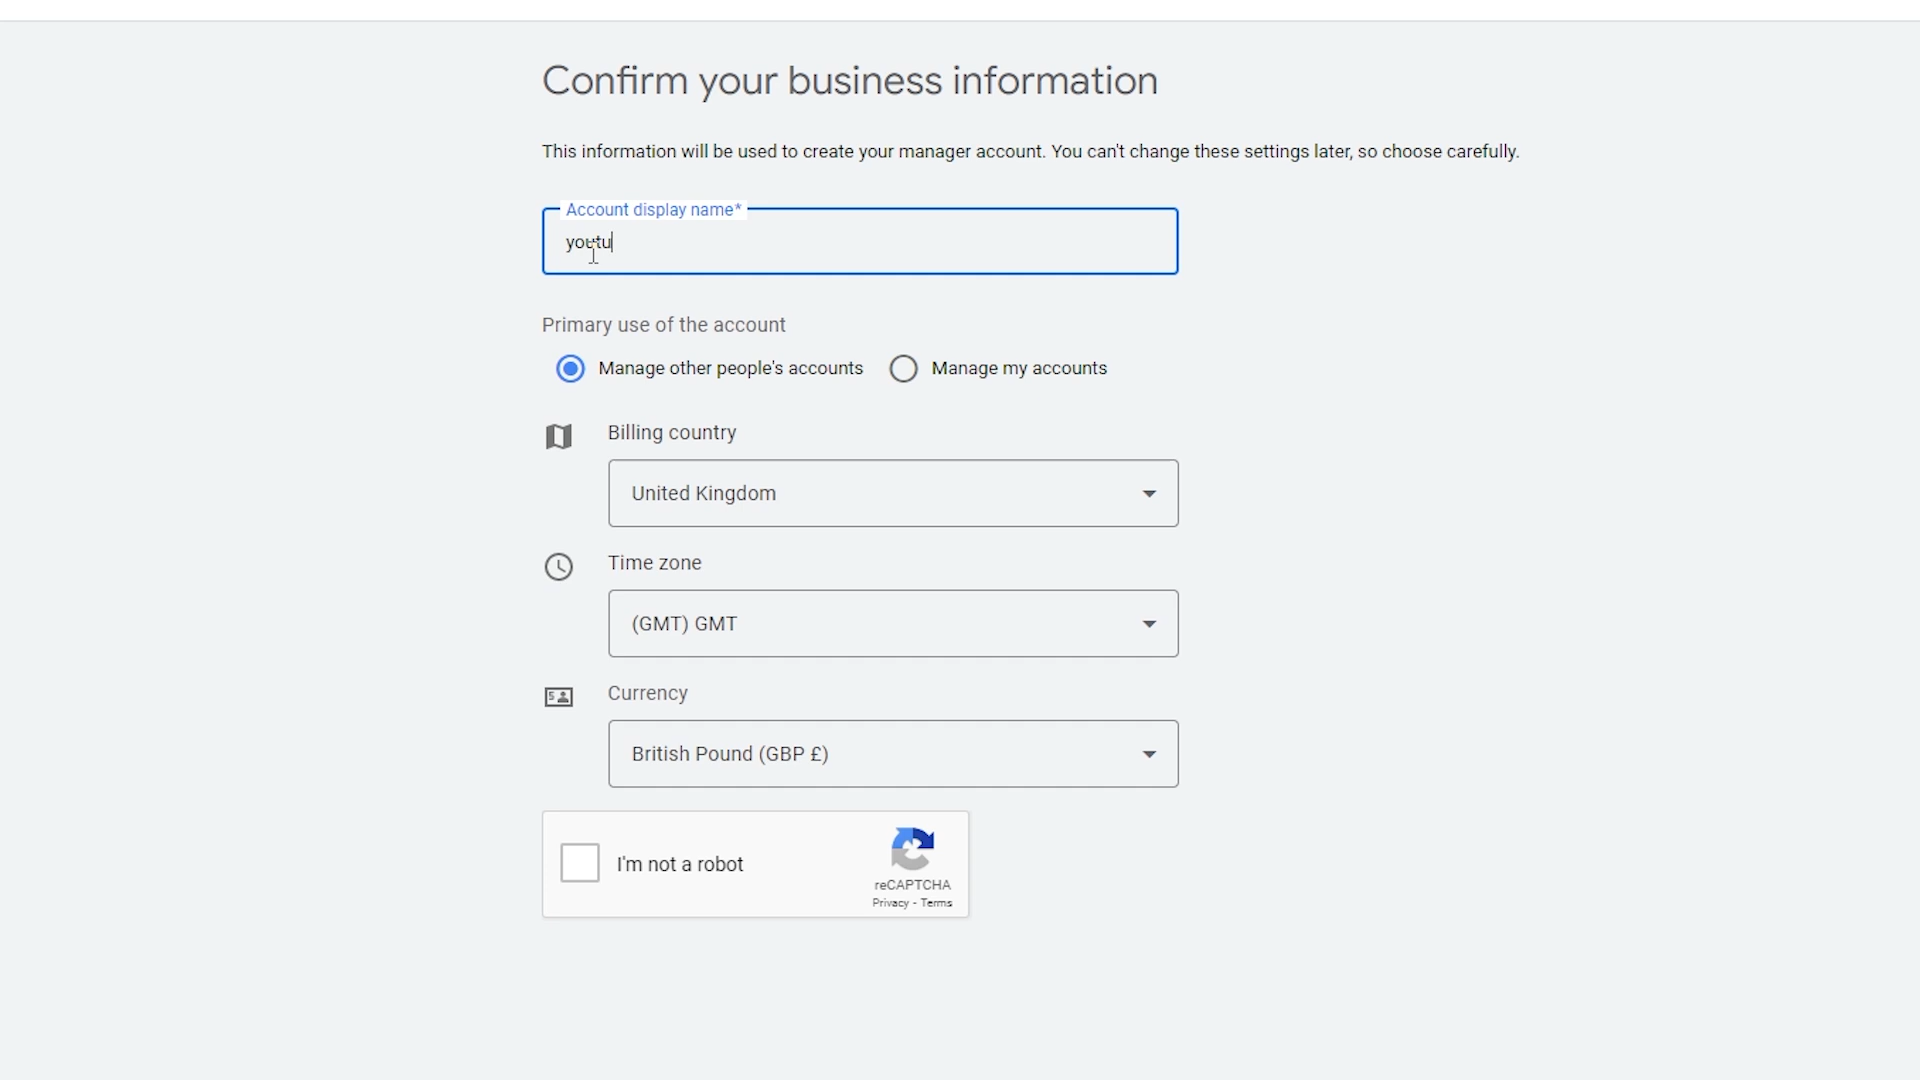 Confirm your business information
This information will be used to create your manager account. You can't change these settings later, so choose carefully.
Account display name*
youtu
Primary use of the account
Manage other people's accounts
Manage my accounts
Billing country
United Kingdom
Time zone
(GMT) GMT
Currency
British Pound (GBP £)
I'm not a robot
reCAPTCHA
Privacy - Terms